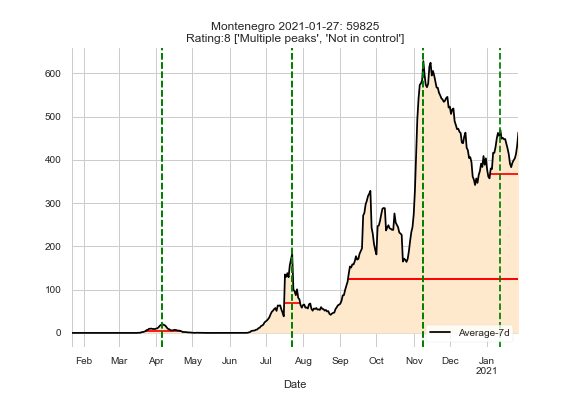 Montenegro 2021-01-27: 59825
Rating:8 ['Multiple peaks', 'Not in control']
600
500
400
300
200
100
0
Average-7d
Feb Mar Apr May Jun Jul Aug Sep Oct Nov Dec Jan
2021
Date